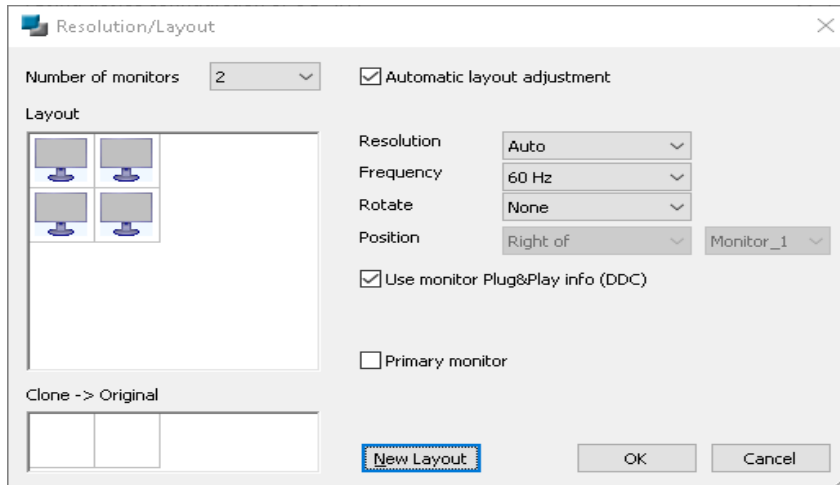 Resolution/Layout
Number of monitors 2
Automatic layout adjustment
Layout
Resolution Auto
Frequency 60 Hz
Rotate None
Position Right of Monitor_1
Use monitor Plug&Play info (DDC)
Primary monitor
Clone -> Original
New Layout OK Cancel